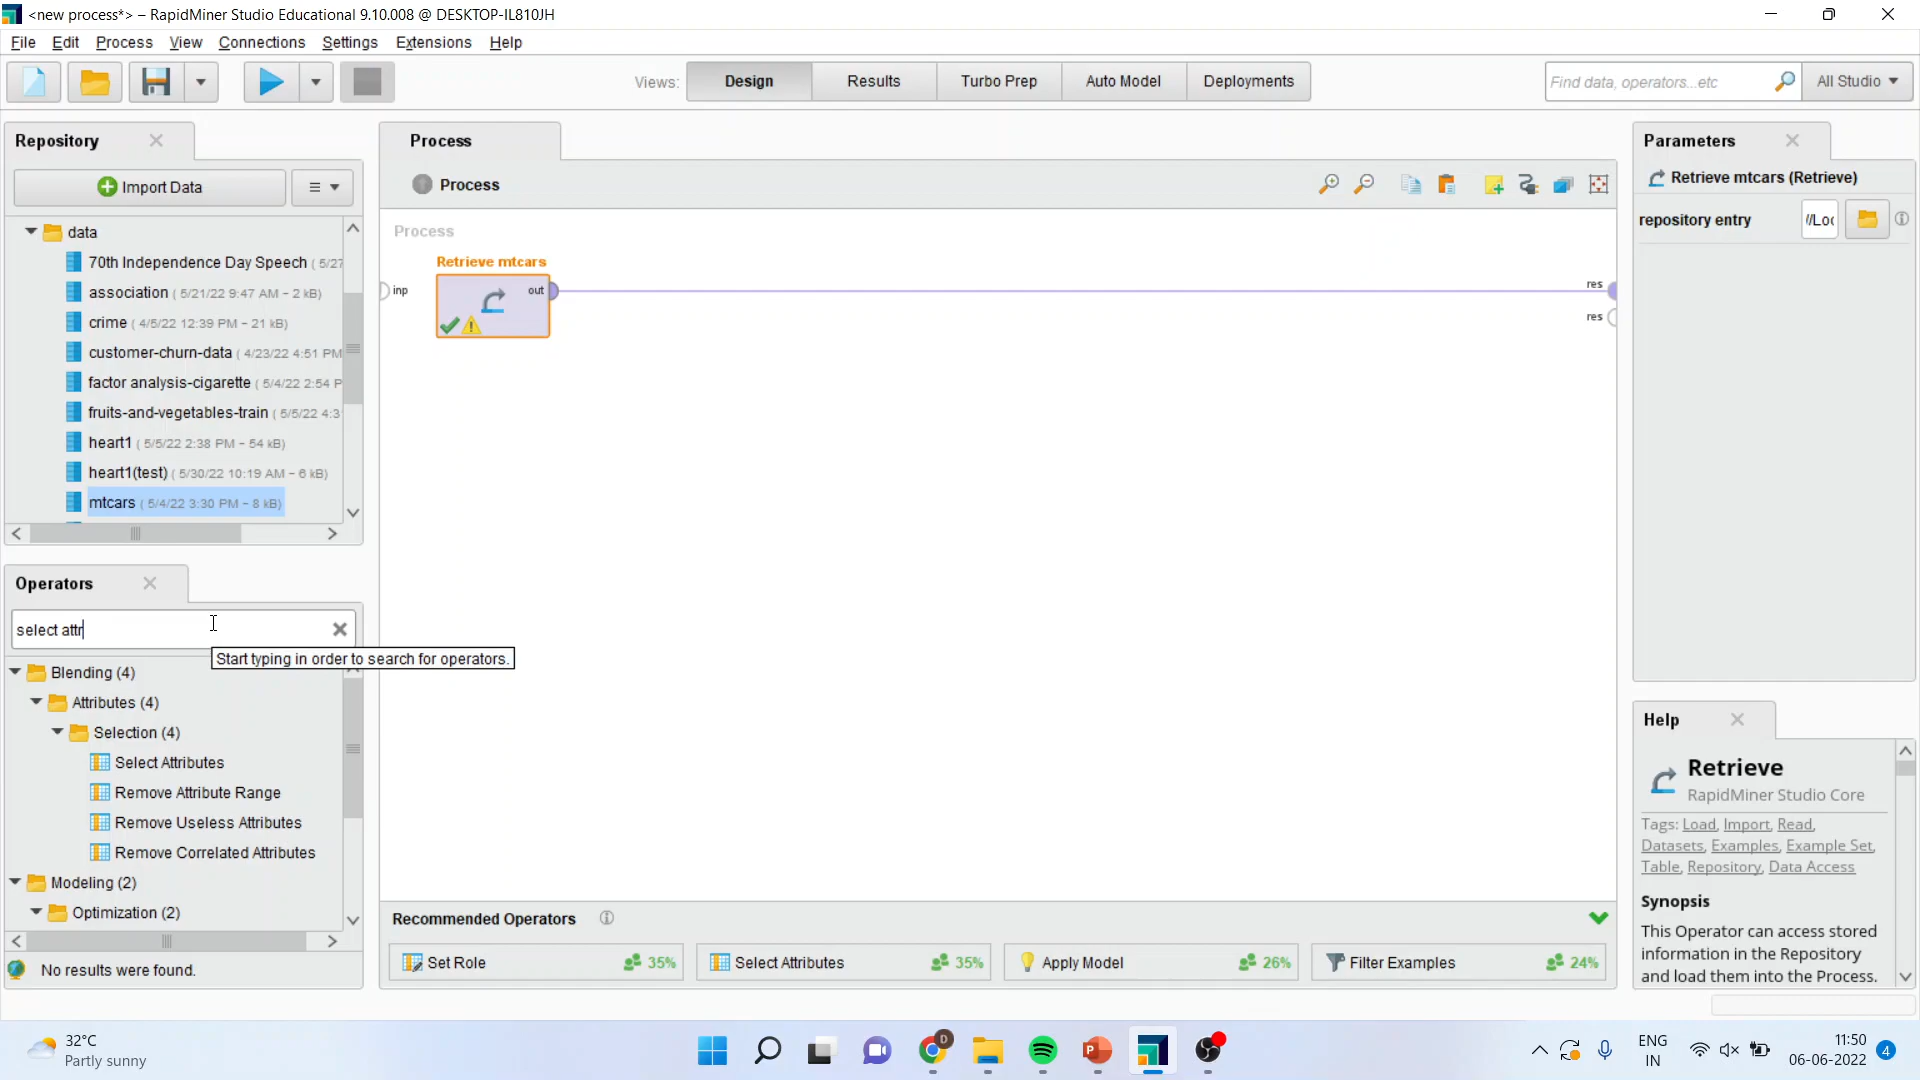 <new process*> – RapidMiner Studio Educational 9.10.008 @ DESKTOP-IL810JH
File Edit Process View Connections Settings Extensions Help
Views: Design Results Turbo Prep Auto Model Deployments Find data, operators...etc All Studio
Repository
Import Data
data
70th Independence Day Speech ( 5/27
association ( 5/21/22 9:47 AM – 2 kB)
crime ( 4/5/22 12:39 PM – 21 kB)
customer-churn-data ( 4/23/22 4:51 PM
factor analysis-cigarette ( 5/4/22 2:54 P
fruits-and-vegetables-train ( 5/5/22 4:3
heart1 ( 5/5/22 2:38 PM – 54 kB)
heart1(test) ( 5/30/22 10:19 AM – 6 kB)
mtcars ( 5/4/22 3:30 PM – 8 kB)
Operators
select attr
Start typing in order to search for operators.
Blending (4)
Attributes (4)
Selection (4)
Select Attributes
Remove Attribute Range
Remove Useless Attributes
Remove Correlated Attributes
Modeling (2)
Optimization (2)
No results were found.
Process
Process
Process
Retrieve mtcars
inp
out
res
res
Recommended Operators
Set Role 35%
Select Attributes 35%
Apply Model 26%
Filter Examples 24%
Parameters
Retrieve mtcars (Retrieve)
repository entry //Loc
Help
Retrieve
RapidMiner Studio Core
Tags: Load, Import, Read,
Datasets, Examples, Example Set,
Table, Repository, Data Access
Synopsis
This Operator can access stored
information in the Repository
and load them into the Process.
32°C
Partly sunny
D
P
ENG
IN
11:50
06-06-2022
4